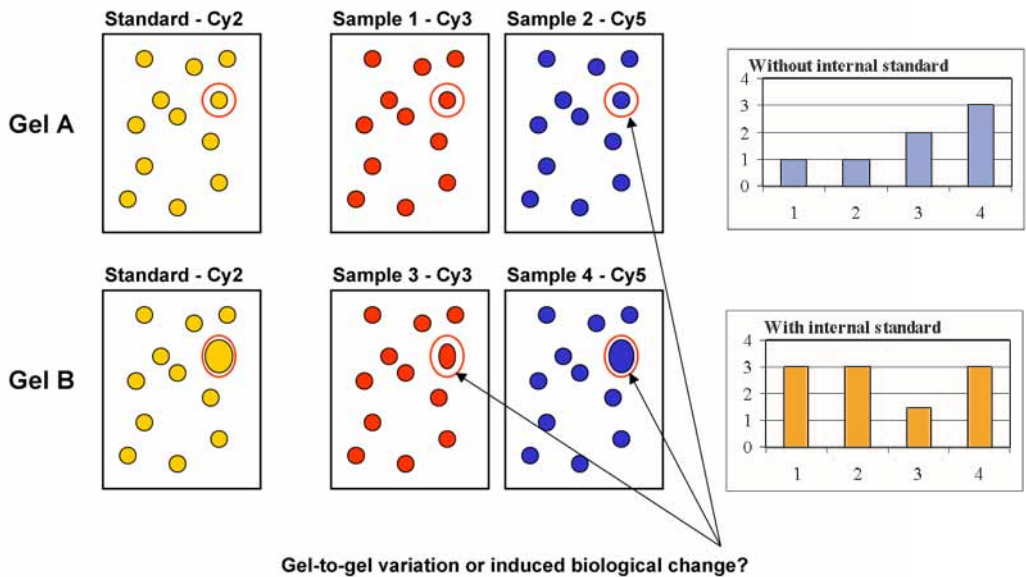 Standard - Cy2
Sample 1 - Cy3
Sample 2 - Cy5
Gel A
Without internal standard
4
3
2
1
0
1 2 3 4
Standard - Cy2
Sample 3 - Cy3
Sample 4 - Cy5
Gel B
With internal standard
4
3
2
1
0
1 2 3 4
Gel-to-gel variation or induced biological change?